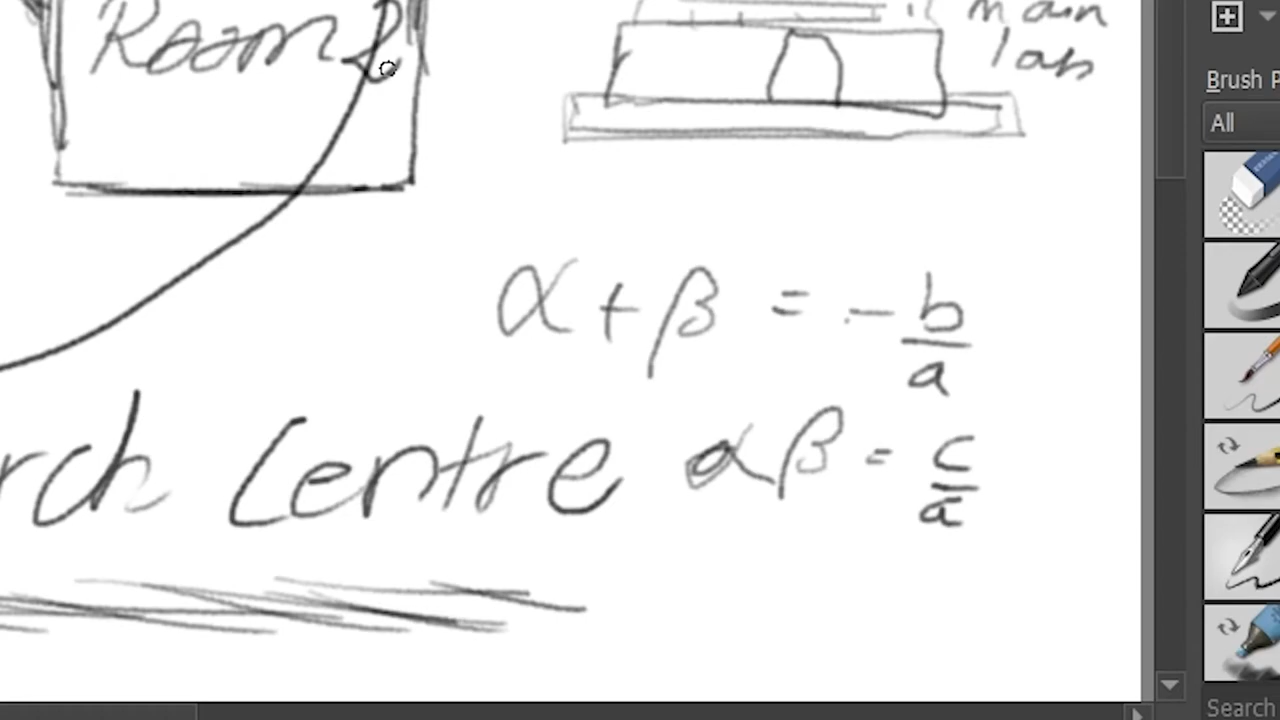 Room
main
lab
α + β = - b/a
rch Centre
αβ = c/a
Brush P
All
Search